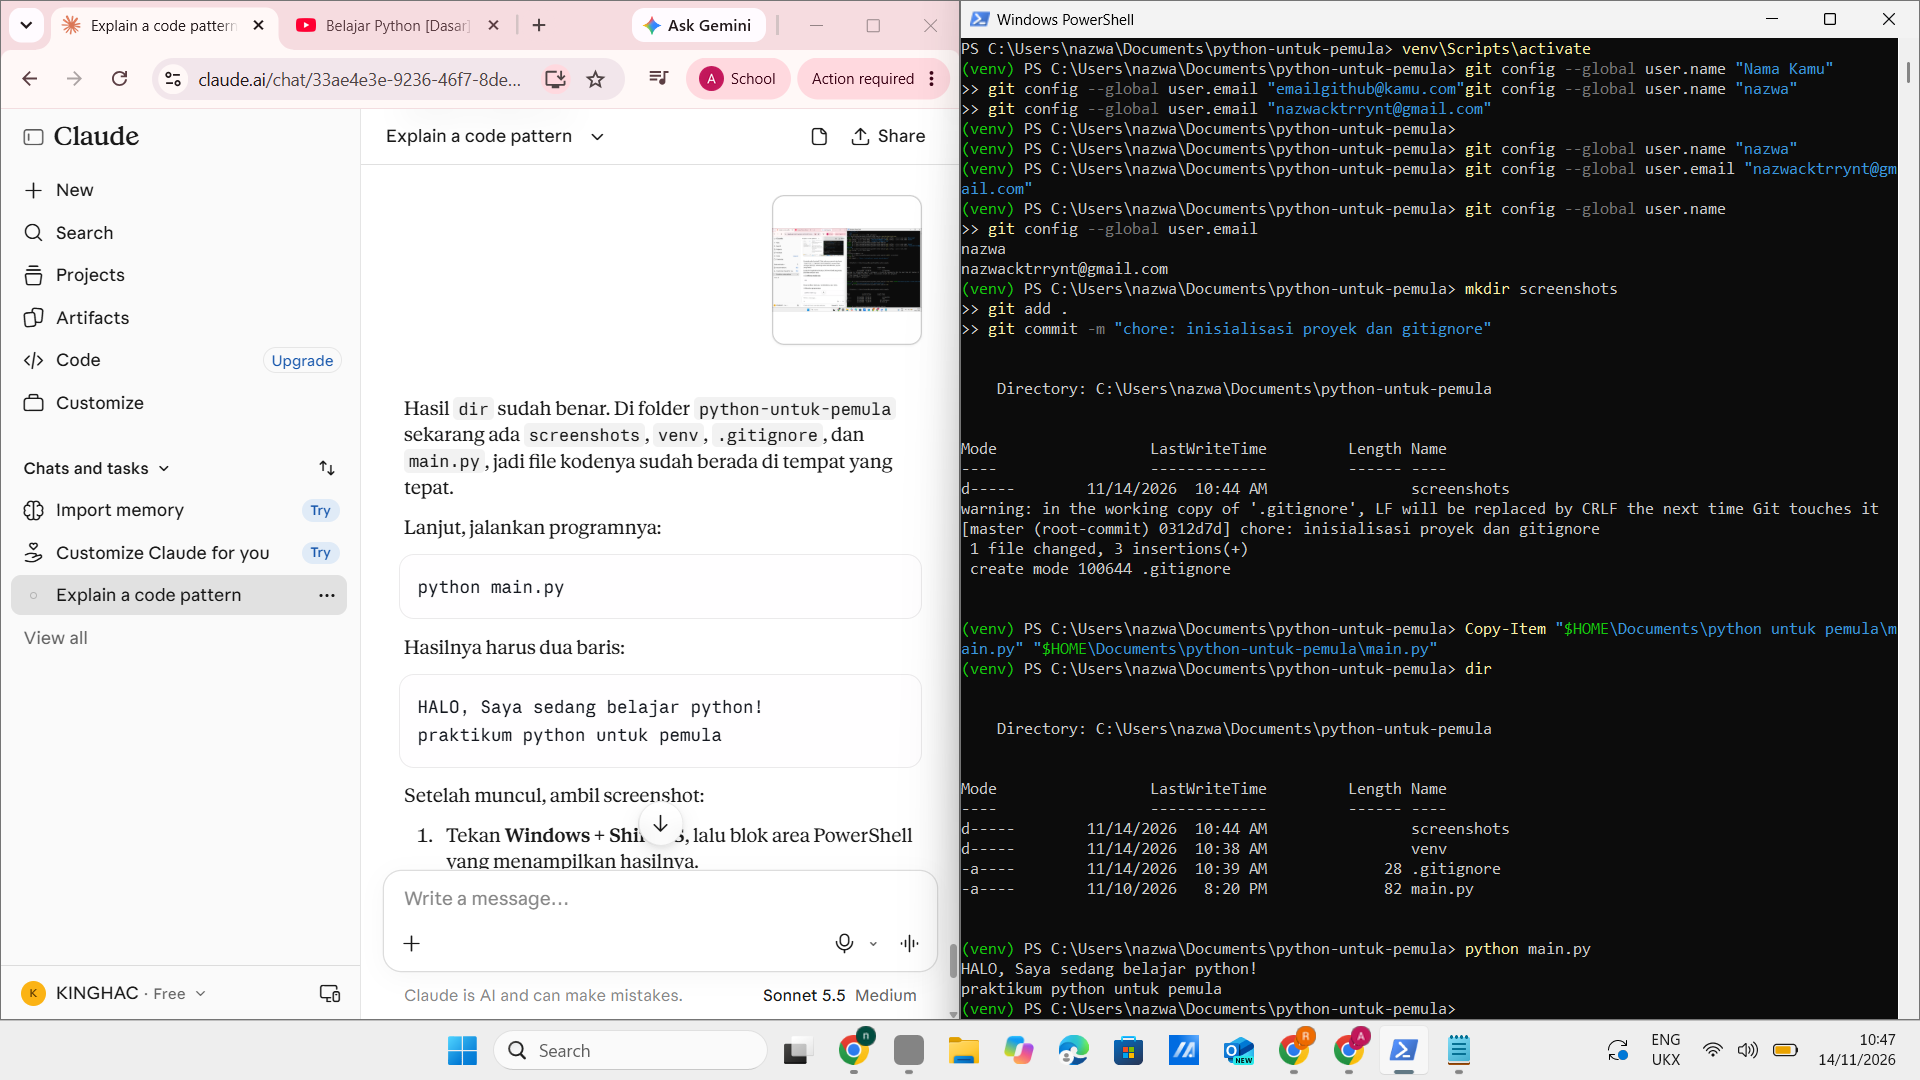 Explain a code pattern
Belajar Python [Dasar]
Ask Gemini
claude.ai/chat/33ae4e3e-9236-46f7-8de...
A
School
Action required
Claude
New
Search
Projects
Artifacts
Code
Upgrade
Customize
Chats and tasks
Import memory
Try
Customize Claude for you
Try
Explain a code pattern
View all
K
KINGHAC · Free
Explain a code pattern
Share
Hasil dir sudah benar. Di folder python-untuk-pemula
sekarang ada screenshots, venv, .gitignore, dan
main.py, jadi file kodenya sudah berada di tempat yang
tepat.
Lanjut, jalankan programnya:
python main.py
Hasilnya harus dua baris:
HALO, Saya sedang belajar python!
praktikum python untuk pemula
Setelah muncul, ambil screenshot:
1. Tekan Windows + Shi S, lalu blok area PowerShell
yang menampilkan hasilnya.
Write a message...
Claude is AI and can make mistakes.
Sonnet 5.5 Medium
Windows PowerShell
PS C:\Users\nazwa\Documents\python-untuk-pemula> venv\Scripts\activate
(venv) PS C:\Users\nazwa\Documents\python-untuk-pemula> git config --global user.name "Nama Kamu"
>> git config --global user.email "emailgithub@kamu.com"git config --global user.name "nazwa"
>> git config --global user.email "nazwacktrrynt@gmail.com"
(venv) PS C:\Users\nazwa\Documents\python-untuk-pemula>
(venv) PS C:\Users\nazwa\Documents\python-untuk-pemula> git config --global user.name "nazwa"
(venv) PS C:\Users\nazwa\Documents\python-untuk-pemula> git config --global user.email "nazwacktrrynt@gm
ail.com"
(venv) PS C:\Users\nazwa\Documents\python-untuk-pemula> git config --global user.name
>> git config --global user.email
nazwa
nazwacktrrynt@gmail.com
(venv) PS C:\Users\nazwa\Documents\python-untuk-pemula> mkdir screenshots
>> git add .
>> git commit -m "chore: inisialisasi proyek dan gitignore"
Directory: C:\Users\nazwa\Documents\python-untuk-pemula
Mode LastWriteTime Length Name
---- ------------- ------ ----
d----- 11/14/2026 10:44 AM screenshots
warning: in the working copy of '.gitignore', LF will be replaced by CRLF the next time Git touches it
[master (root-commit) 0312d7d] chore: inisialisasi proyek dan gitignore
1 file changed, 3 insertions(+)
create mode 100644 .gitignore
(venv) PS C:\Users\nazwa\Documents\python-untuk-pemula> Copy-Item "$HOME\Documents\python untuk pemula\m
ain.py" "$HOME\Documents\python-untuk-pemula\main.py"
(venv) PS C:\Users\nazwa\Documents\python-untuk-pemula> dir
Directory: C:\Users\nazwa\Documents\python-untuk-pemula
Mode LastWriteTime Length Name
---- ------------- ------ ----
d----- 11/14/2026 10:44 AM screenshots
d----- 11/14/2026 10:38 AM venv
-a---- 11/14/2026 10:39 AM 28 .gitignore
-a---- 11/10/2026 8:20 PM 82 main.py
(venv) PS C:\Users\nazwa\Documents\python-untuk-pemula> python main.py
HALO, Saya sedang belajar python!
praktikum python untuk pemula
(venv) PS C:\Users\nazwa\Documents\python-untuk-pemula>
Search
n
NEW
R
A
ENG
UKX
10:47
14/11/2026